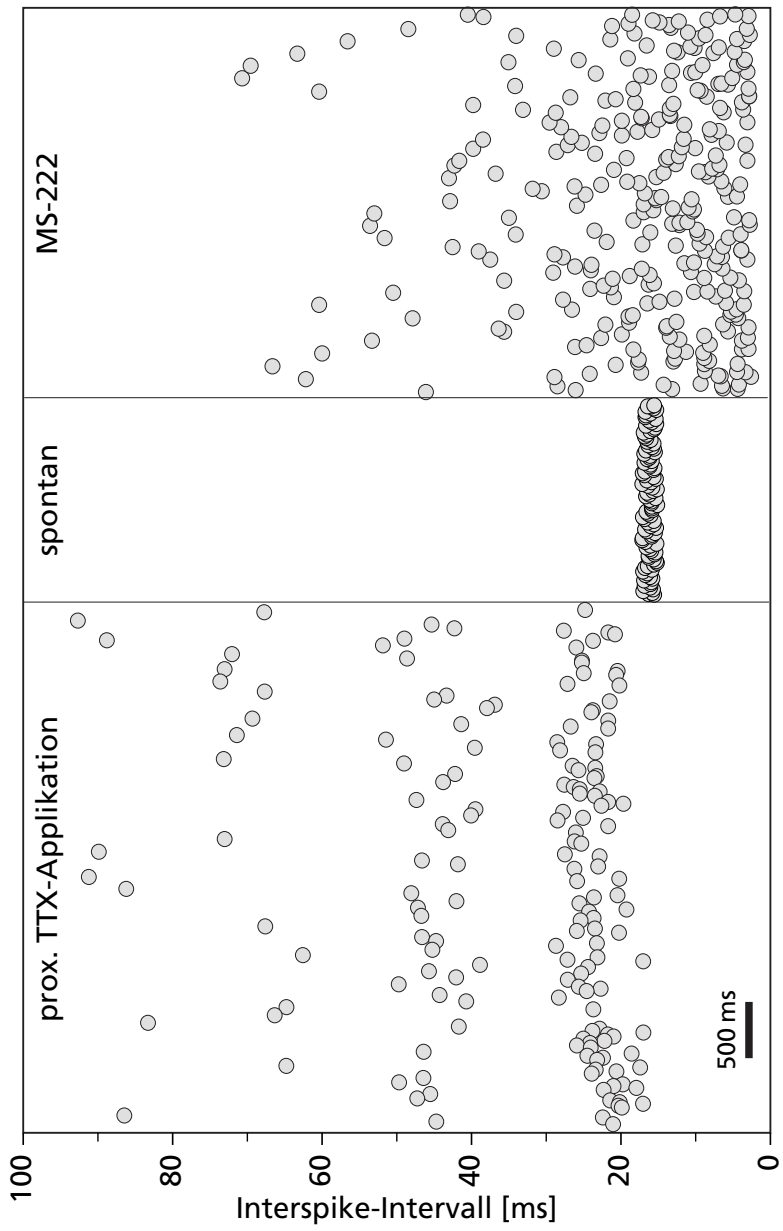 prox. TTX-Applikation
spontan
MS-222
100
80
60
40
20
0
Interspike-Intervall [ms]
500 ms